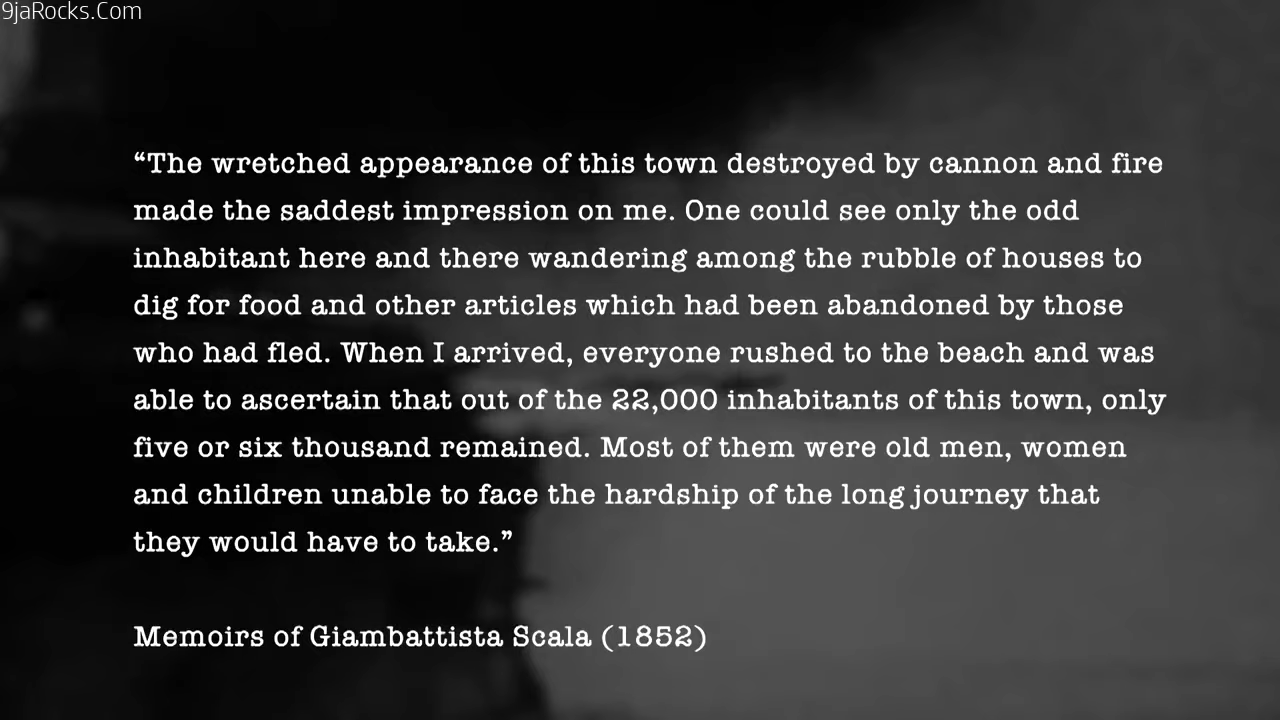 9jaRocks.Com
“The wretched appearance of this town destroyed by cannon and fire
made the saddest impression on me. One could see only the odd
inhabitant here and there wandering among the rubble of houses to
dig for food and other articles which had been abandoned by those
who had fled. When I arrived, everyone rushed to the beach and was
able to ascertain that out of the 22,000 inhabitants of this town, only
five or six thousand remained. Most of them were old men, women
and children unable to face the hardship of the long journey that
they would have to take.”
Memoirs of Giambattista Scala (1852)